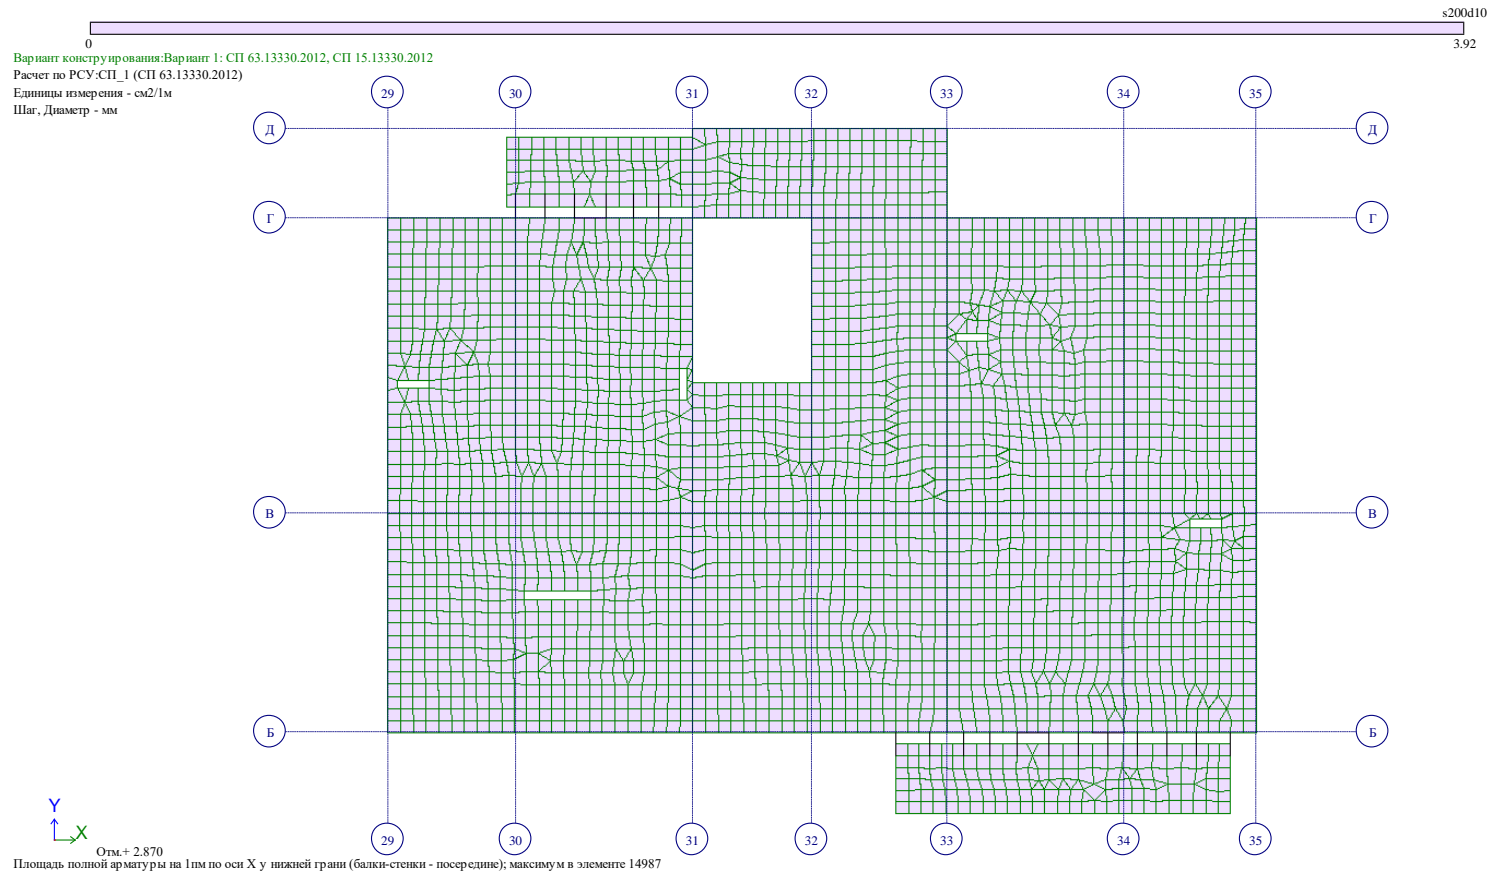 s200d10
0 3.92
Вариант конструирования:Вариант 1: СП 63.13330.2012, СП 15.13330.2012
Расчет по РСУ:СП_1 (СП 63.13330.2012)
Единицы измерения - см2/1м
Шаг, Диаметр - мм
29 30 31 32 33 34 35
Д Д
Г Г
В В
Б Б
Y
X
29 30 31 32 33 34 35
Отм.+ 2.870
Площадь полной арматуры на 1пм по оси X у нижней грани (балки-стенки - посередине); максимум в элементе 14987